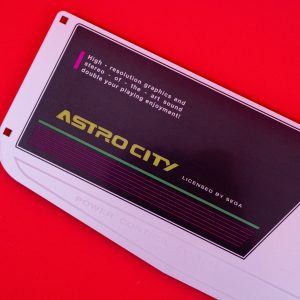 High - resolution graphics and
stereo - of - the - art sound
double your playing enjoyment!
ASTRO CITY
LICENSED BY SEGA
POWER